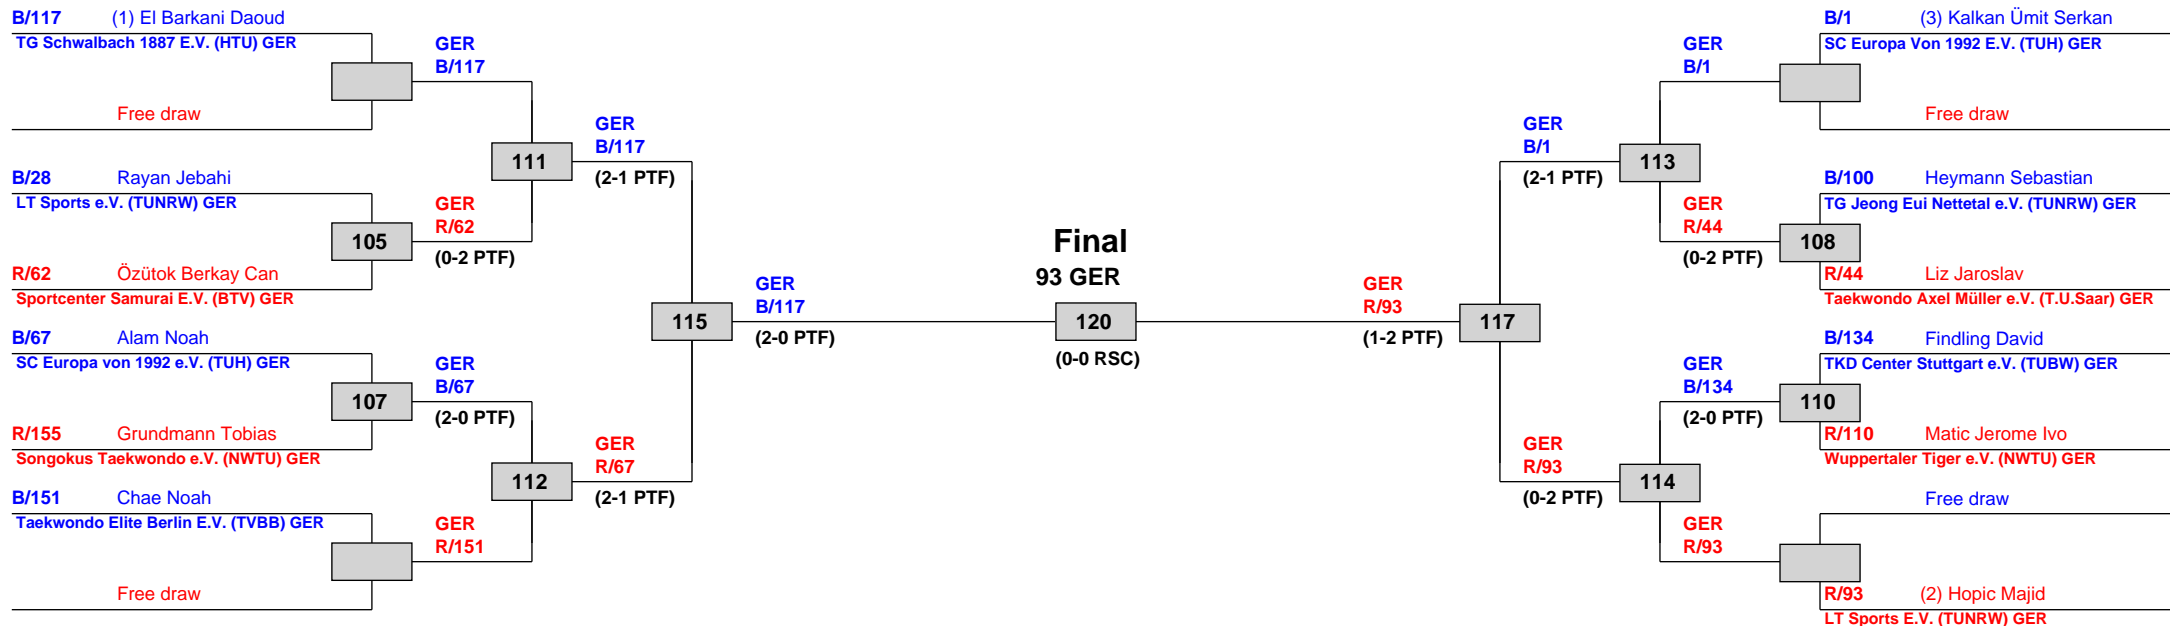 B/117 (1) El Barkani Daoud
TG Schwalbach 1887 E.V. (HTU) GER
Free draw
B/28 Rayan Jebahi
LT Sports e.V. (TUNRW) GER
R/62 Özütok Berkay Can
Sportcenter Samurai E.V. (BTV) GER
B/67 Alam Noah
SC Europa von 1992 e.V. (TUH) GER
R/155 Grundmann Tobias
Songokus Taekwondo e.V. (NWTU) GER
B/151 Chae Noah
Taekwondo Elite Berlin E.V. (TVBB) GER
Free draw
105
107
GER
B/117
GER
R/62
(0-2 PTF)
GER
B/67
(2-0 PTF)
GER
R/151
111
112
GER
B/117
(2-1 PTF)
GER
R/67
(2-1 PTF)
115
GER
B/117
(2-0 PTF)
Final
93 GER
120
(0-0 RSC)
GER
R/93
(1-2 PTF)
117
GER
B/1
(2-1 PTF)
GER
R/93
(0-2 PTF)
113
114
GER
B/1
GER
R/44
(0-2 PTF)
GER
B/134
(2-0 PTF)
GER
R/93
108
110
B/1 (3) Kalkan Ümit Serkan
SC Europa Von 1992 E.V. (TUH) GER
Free draw
B/100 Heymann Sebastian
TG Jeong Eui Nettetal e.V. (TUNRW) GER
R/44 Liz Jaroslav
Taekwondo Axel Müller e.V. (T.U.Saar) GER
B/134 Findling David
TKD Center Stuttgart e.V. (TUBW) GER
R/110 Matic Jerome Ivo
Wuppertaler Tiger e.V. (NWTU) GER
Free draw
R/93 (2) Hopic Majid
LT Sports E.V. (TUNRW) GER